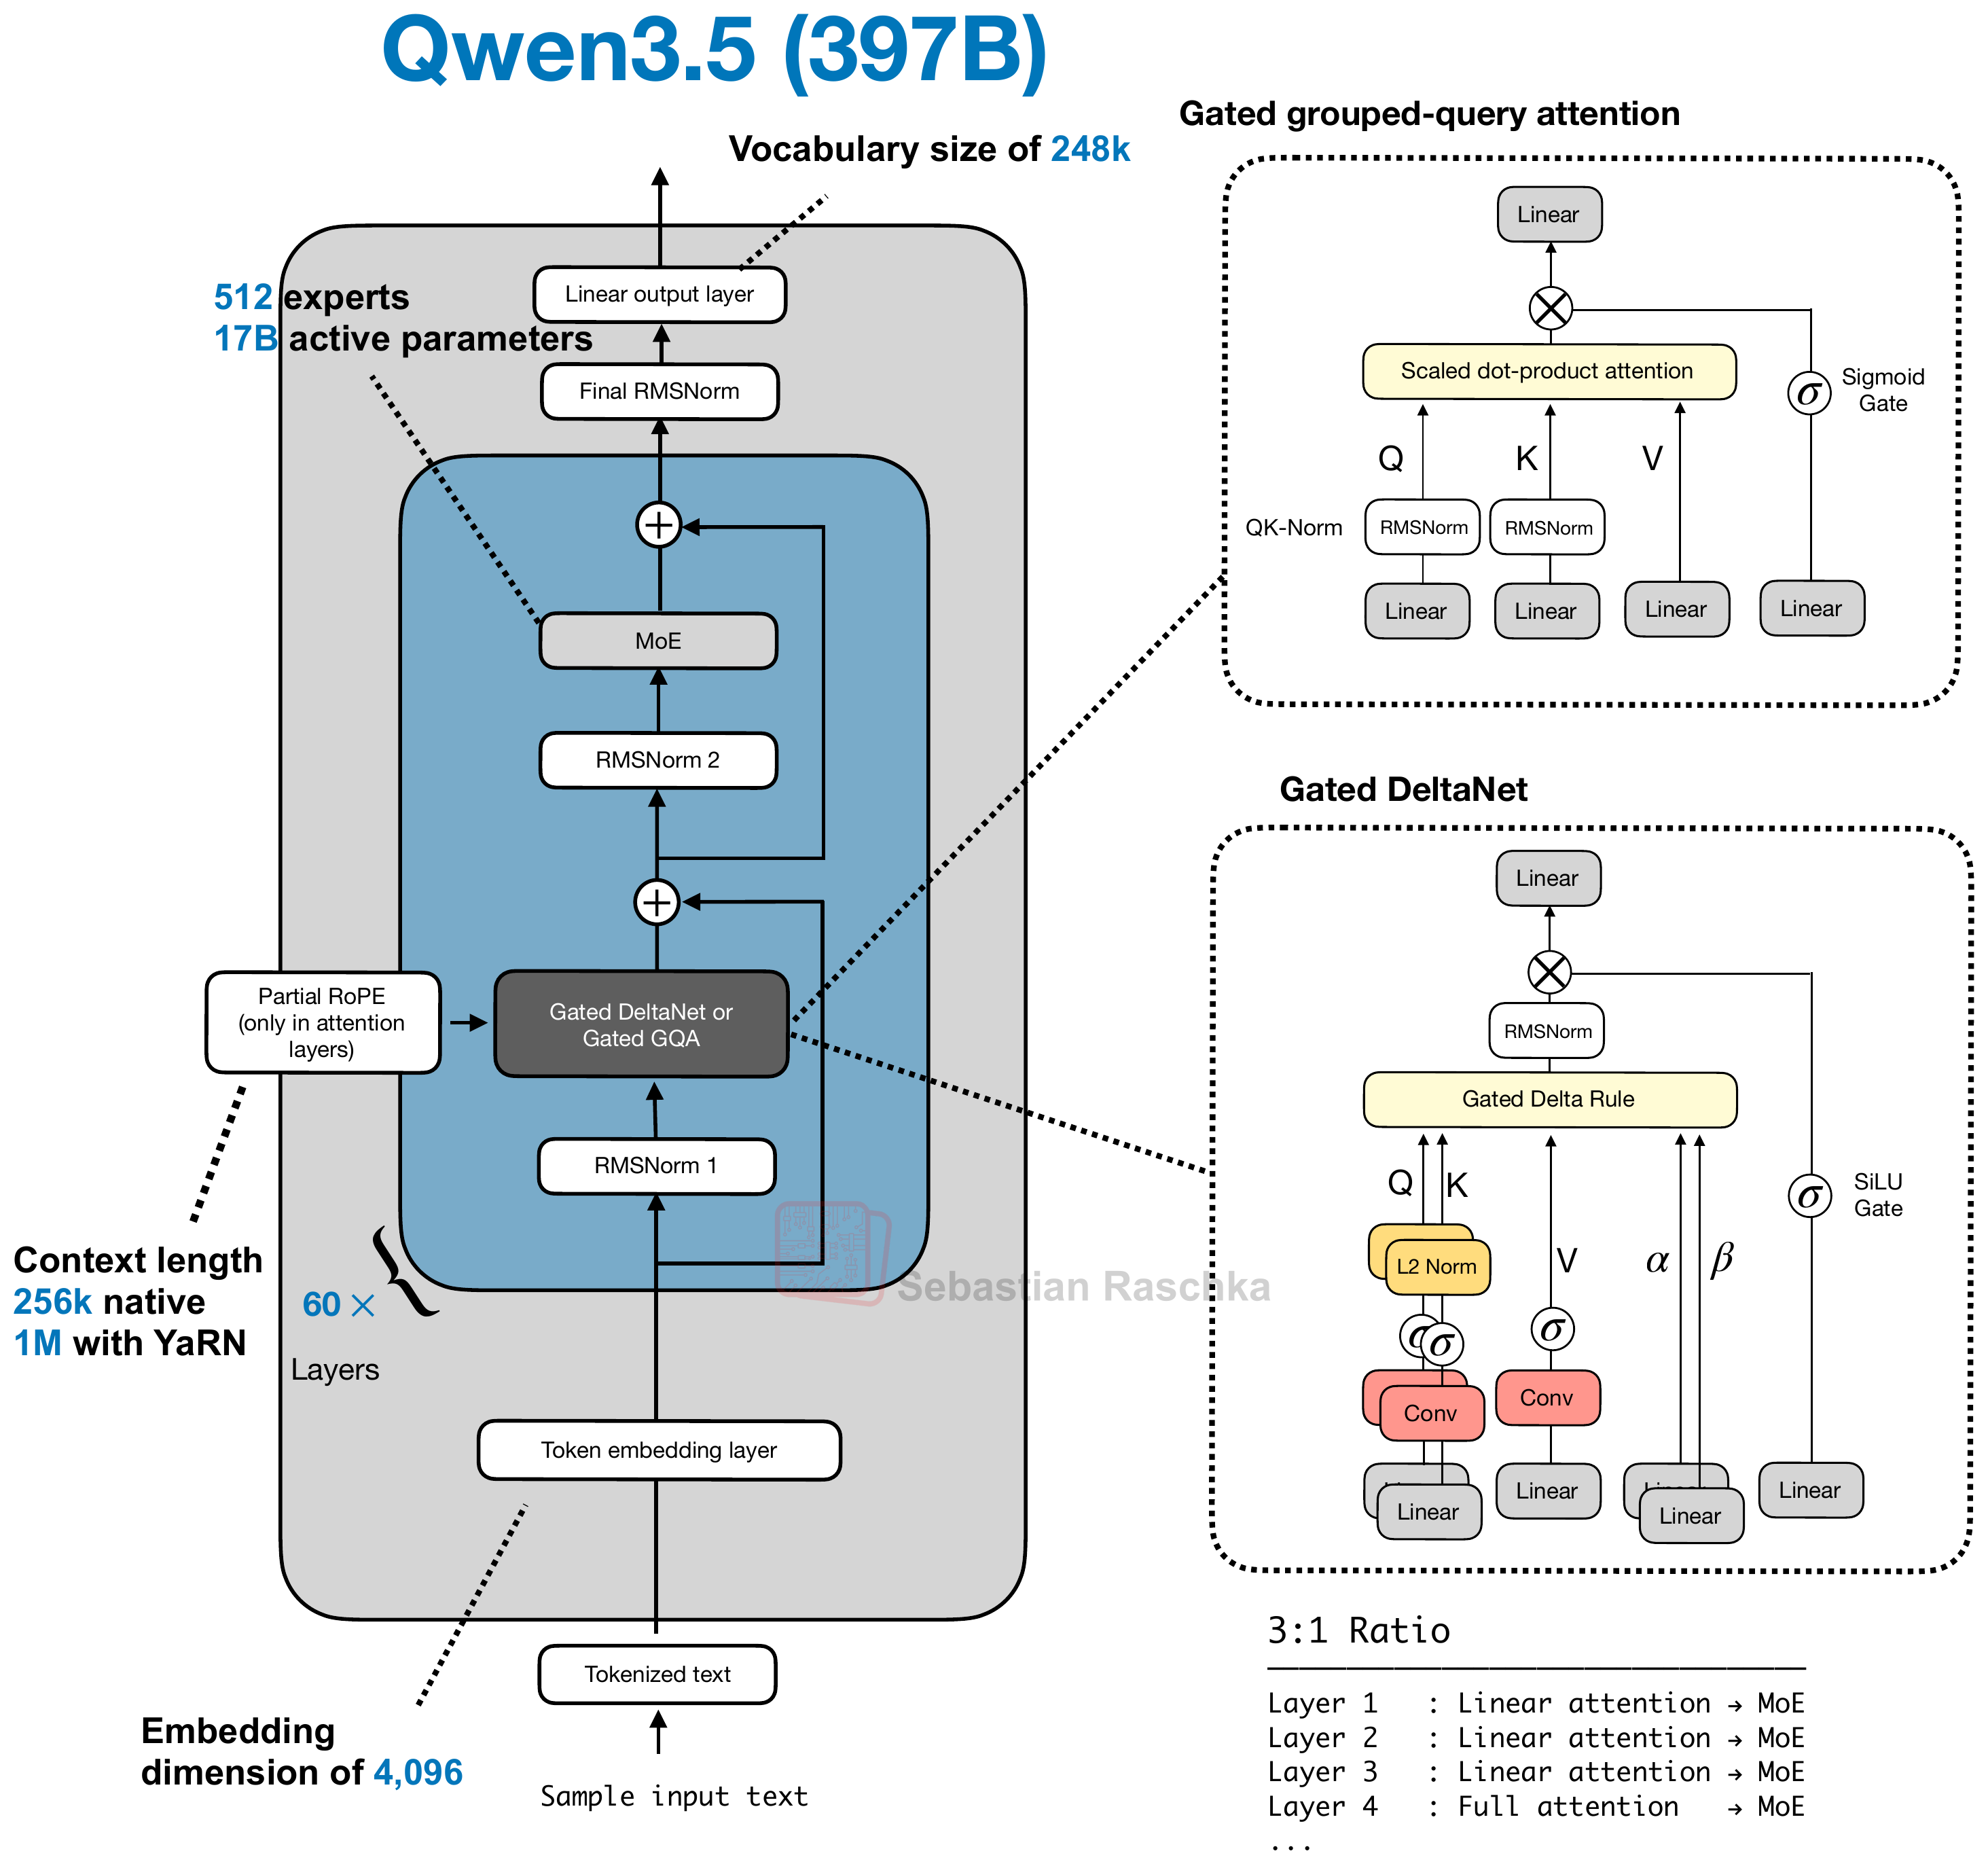 Qwen3.5 (397B)
Vocabulary size of 248k
512 experts
17B active parameters
Linear output layer
Final RMSNorm
MoE
RMSNorm 2
Partial RoPE
(only in attention
layers)
Gated DeltaNet or
Gated GQA
RMSNorm 1
Context length
256k native
1M with YaRN
60 ×
Layers
Sebastian Raschka
Token embedding layer
Tokenized text
Embedding
dimension of 4,096
Sample input text
Gated grouped-query attention
Linear
Scaled dot-product attention
σ
Sigmoid
Gate
Q
K
V
QK-Norm
RMSNorm
RMSNorm
Linear
Linear
Linear
Linear
Gated DeltaNet
Linear
RMSNorm
Gated Delta Rule
Q
K
σ
SiLU
Gate
L2 Norm
V
α
β
σ
σ
σ
Conv
Conv
Linear
Linear
Linear
Linear
Linear
3:1 Ratio
Layer 1 : Linear attention → MoE
Layer 2 : Linear attention → MoE
Layer 3 : Linear attention → MoE
Layer 4 : Full attention → MoE
...